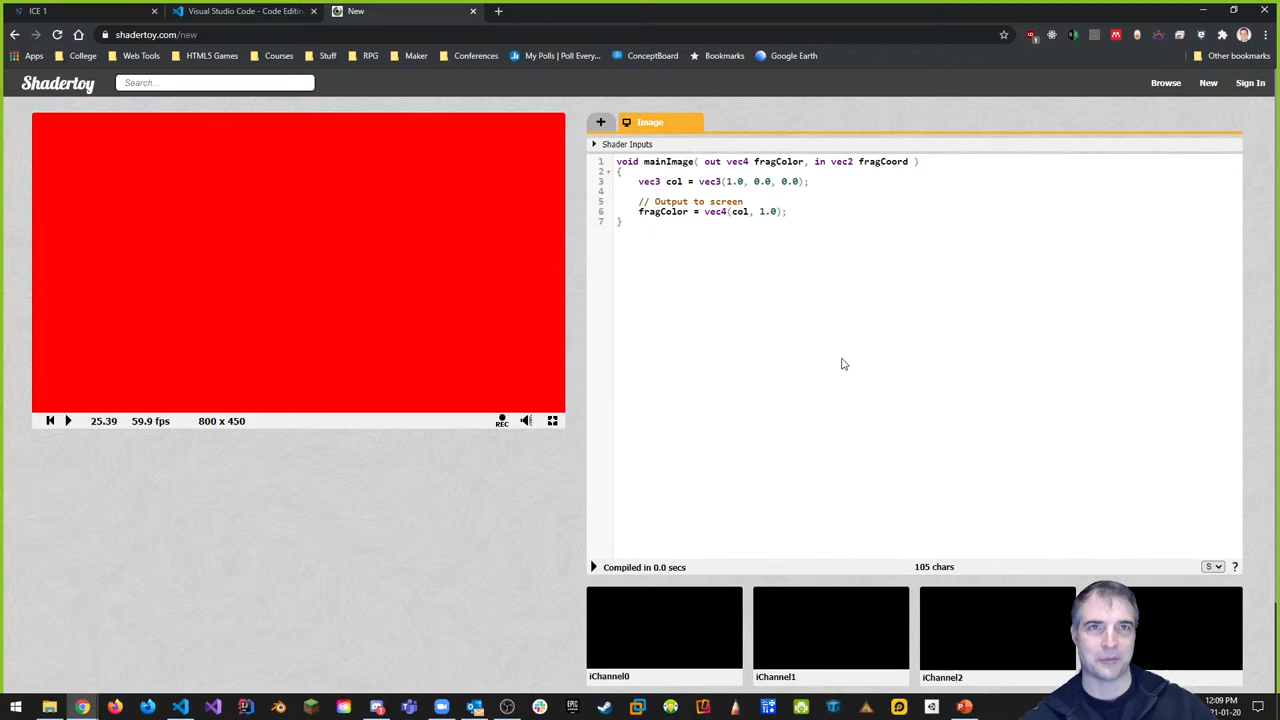 ICE 1
Visual Studio Code - Code Editin
New
shadertoy.com/new
Apps College Web Tools HTML5 Games Courses Stuff RPG Maker Conferences My Polls | Poll Every... ConceptBoard Bookmarks Google Earth Other bookmarks
Shadertoy Search... Browse New Sign In
+ Image
Shader Inputs
1 void mainImage( out vec4 fragColor, in vec2 fragCoord )
2 {
3 vec3 col = vec3(1.0, 0.0, 0.0);
4
5 // Output to screen
6 fragColor = vec4(col, 1.0);
7 }
25.39 59.9 fps 800 x 450 REC
Compiled in 0.0 secs 105 chars S ?
iChannel0 iChannel1 iChannel2
12:09 PM